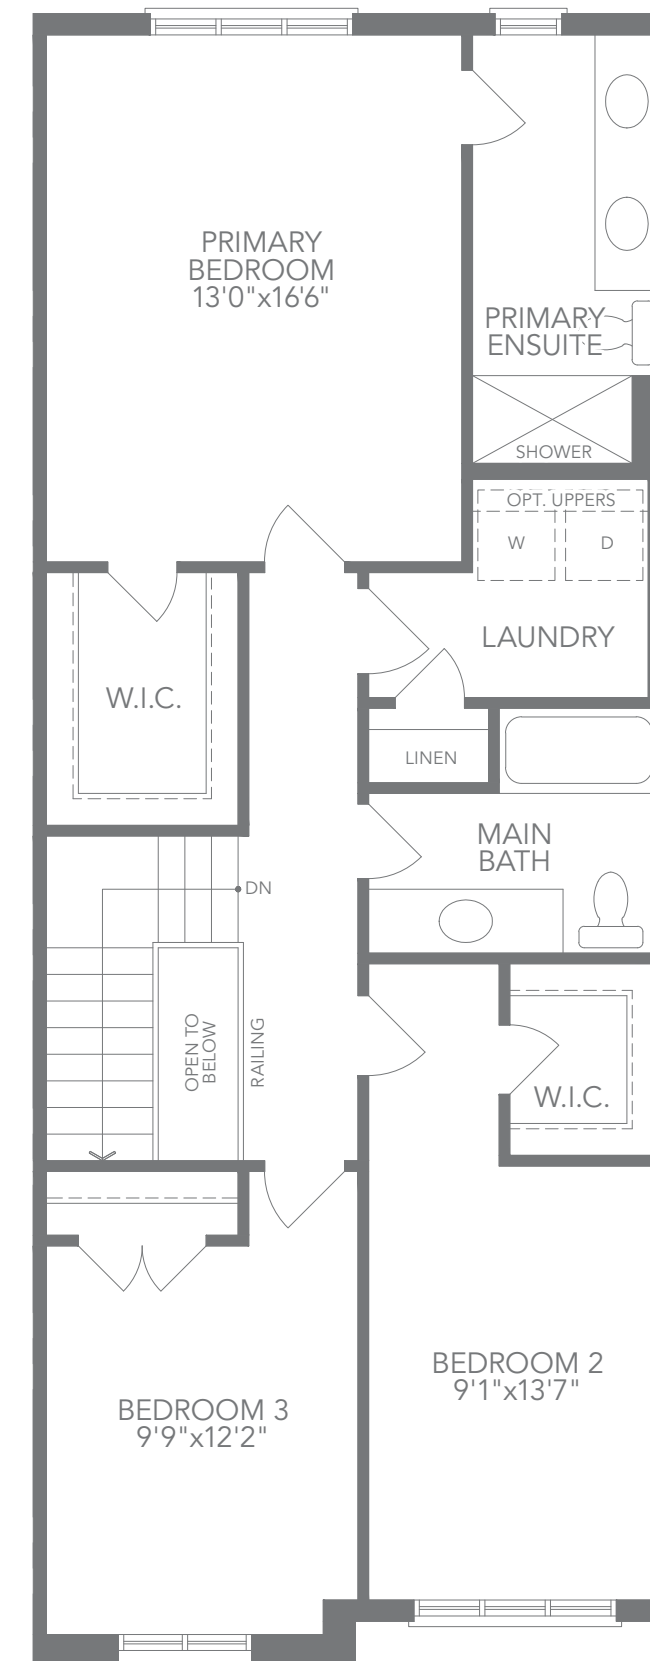 PRIMARY
BEDROOM
13'0"x16'6"
PRIMARY
ENSUITE
SHOWER
OPT. UPPERS
W D
LAUNDRY
W.I.C.
LINEN
MAIN
BATH
DN
OPEN TO
BELOW
RAILING
W.I.C.
BEDROOM 2
9'1"x13'7"
BEDROOM 3
9'9"x12'2"